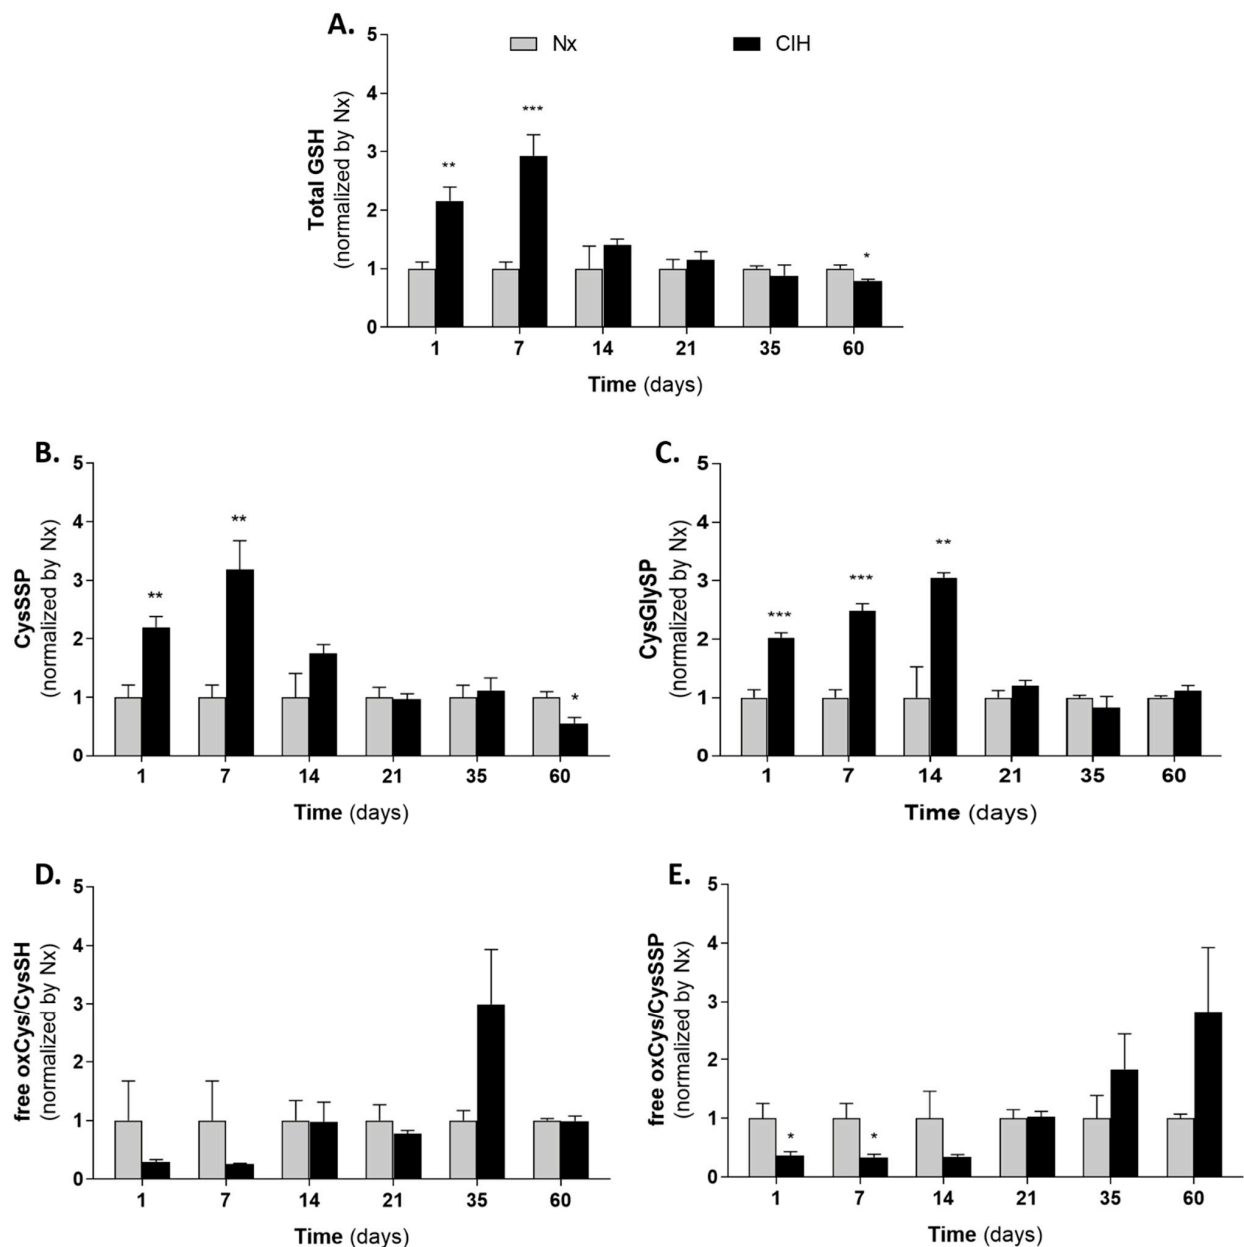 A.
Nx
CIH
Total GSH
(normalized by Nx)
5
4
3
2
1
0
**
***
*
1 7 14 21 35 60
Time (days)
B.
CysSSP
(normalized by Nx)
5
4
3
2
1
0
**
**
*
1 7 14 21 35 60
Time (days)
C.
CysGlySP
(normalized by Nx)
5
4
3
2
1
0
***
***
**
1 7 14 21 35 60
Time (days)
D.
free oxCys/CysSH
(normalized by Nx)
5
4
3
2
1
0
1 7 14 21 35 60
Time (days)
E.
free oxCys/CysSSP
(normalized by Nx)
5
4
3
2
1
0
*
*
1 7 14 21 35 60
Time (days)